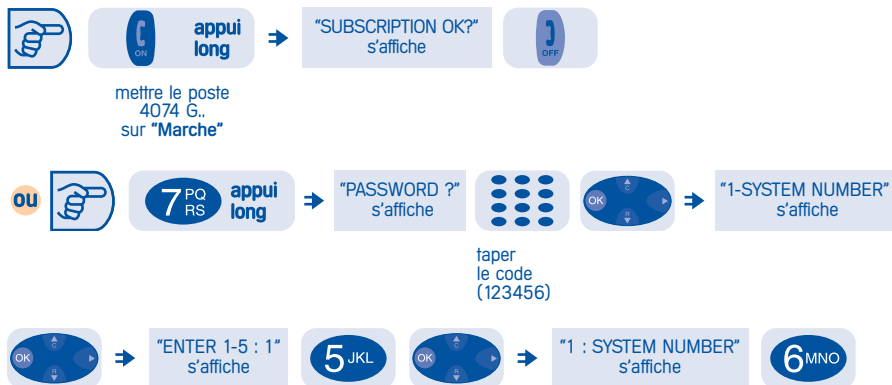 ON
appui
long
"SUBSCRIPTION OK?"
s'affiche
OFF
mettre le poste
4074 G..
sur "Marche"
ou
7 PQ
RS
appui
long
"PASSWORD ?"
s'affiche
OK
C
R
"1-SYSTEM NUMBER"
s'affiche
taper
le code
(123456)
OK
C
R
"ENTER 1-5 : 1"
s'affiche
5 JKL
OK
C
R
"1 : SYSTEM NUMBER"
s'affiche
6 MNO